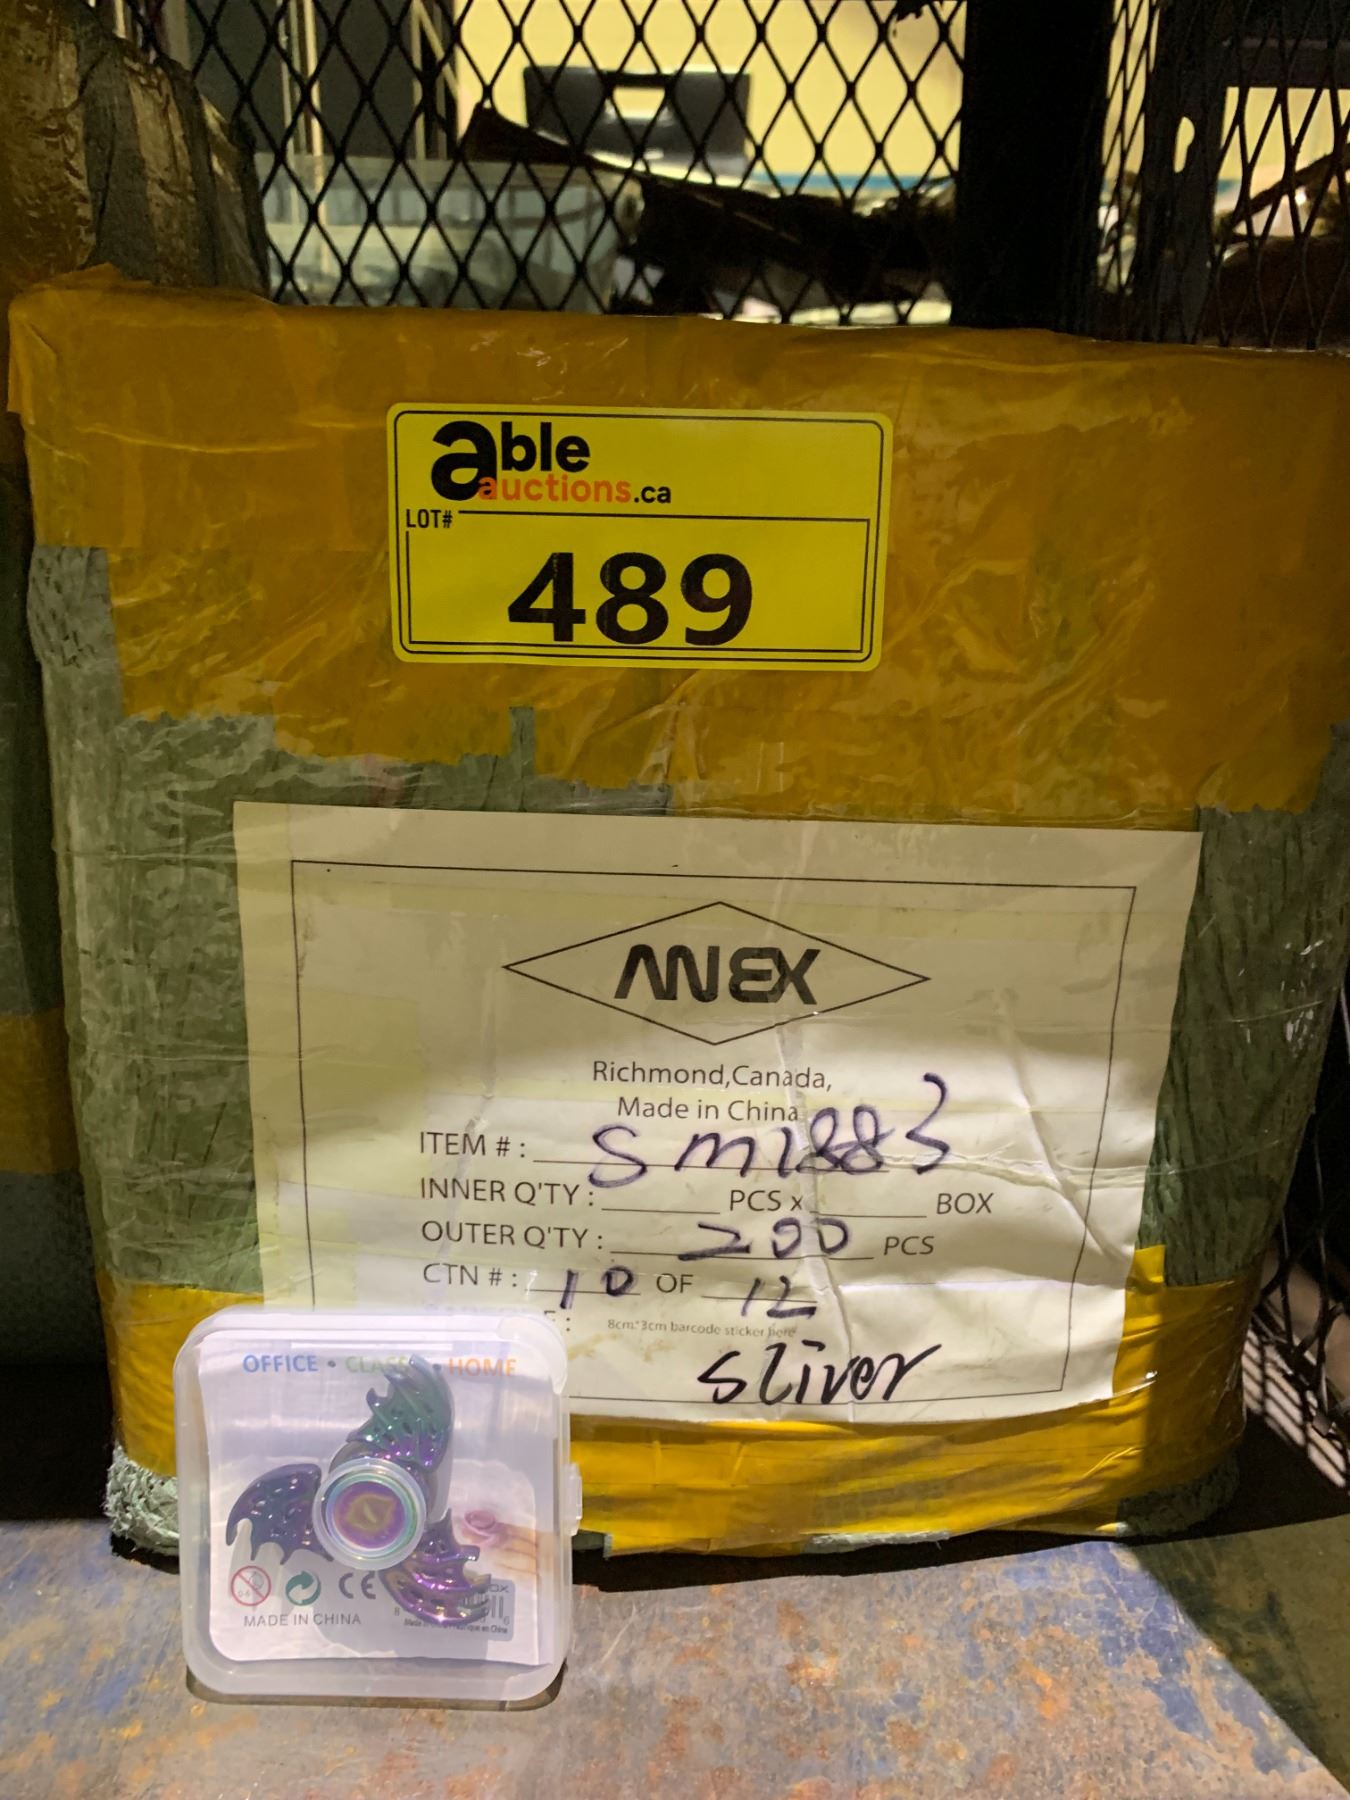 able
auctions.ca
LOT#
489
ANEX
Richmond,Canada,
Made in China
ITEM # : SM1883
INNER Q'TY : PCS x BOX
OUTER Q'TY : 200 PCS
CTN # : 10 OF 12
8cm*3cm barcode sticker here
sliver
OFFICE • CLASS • HOME
0-6
CE
MADE IN CHINA